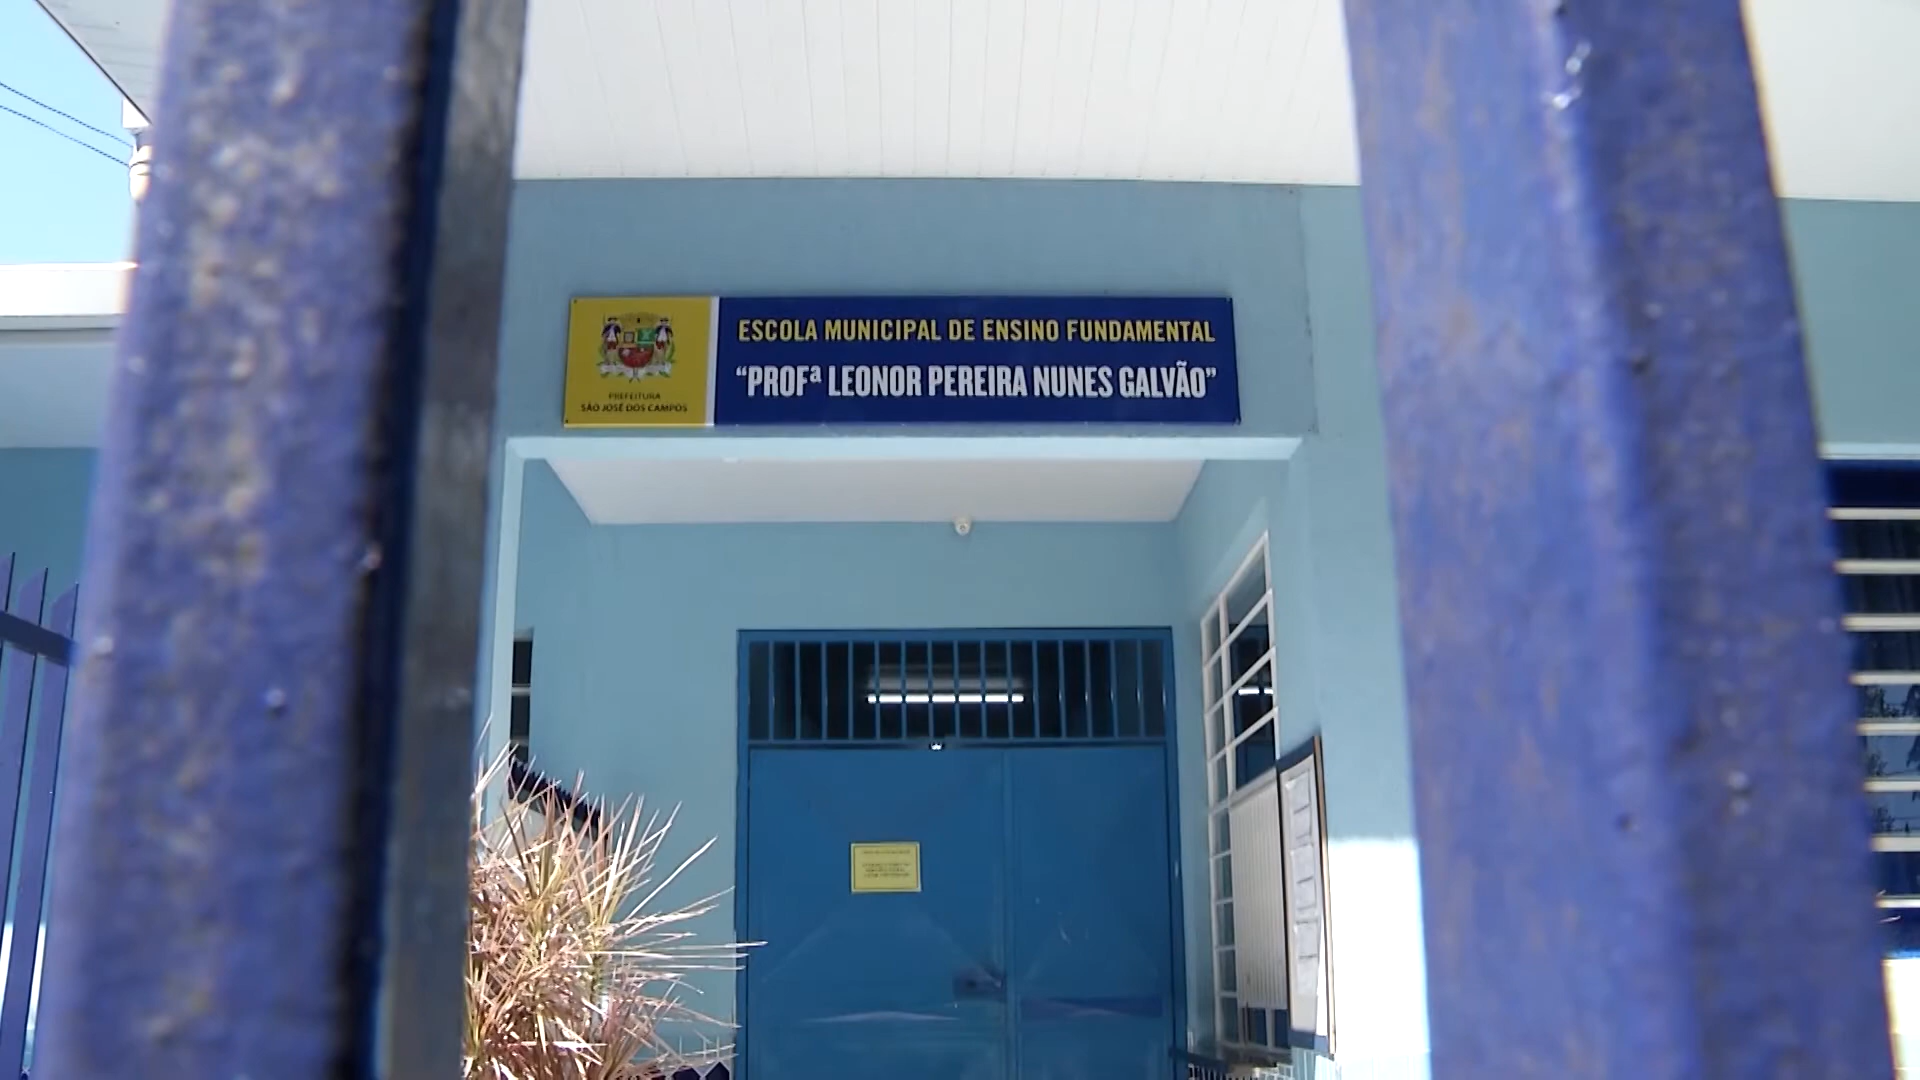 ESCOLA MUNICIPAL DE ENSINO FUNDAMENTAL
“PROFª LEONOR PEREIRA NUNES GALVÃO”
PREFEITURA
SÃO JOSÉ DOS CAMPOS